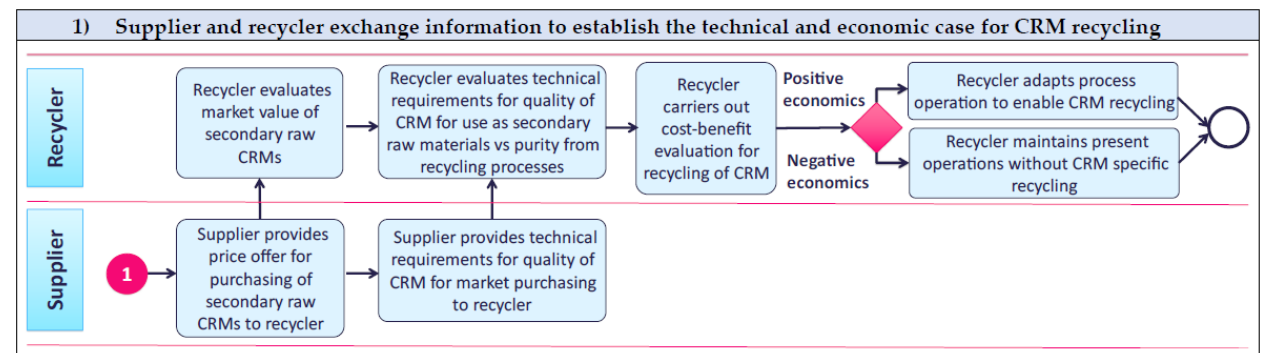 1) Supplier and recycler exchange information to establish the technical and economic case for CRM recycling
Recycler
Recycler evaluates
market value of
secondary raw
CRMs
Recycler evaluates technical
requirements for quality of
CRM for use as secondary
raw materials vs purity from
recycling processes
Recycler
carriers out
cost-benefit
evaluation for
recycling of CRM
Positive
economics
Negative
economics
Recycler adapts process
operation to enable CRM recycling
Recycler maintains present
operations without CRM specific
recycling
Supplier
1
Supplier provides
price offer for
purchasing of
secondary raw
CRMs to recycler
Supplier provides technical
requirements for quality of
CRM for market purchasing
to recycler